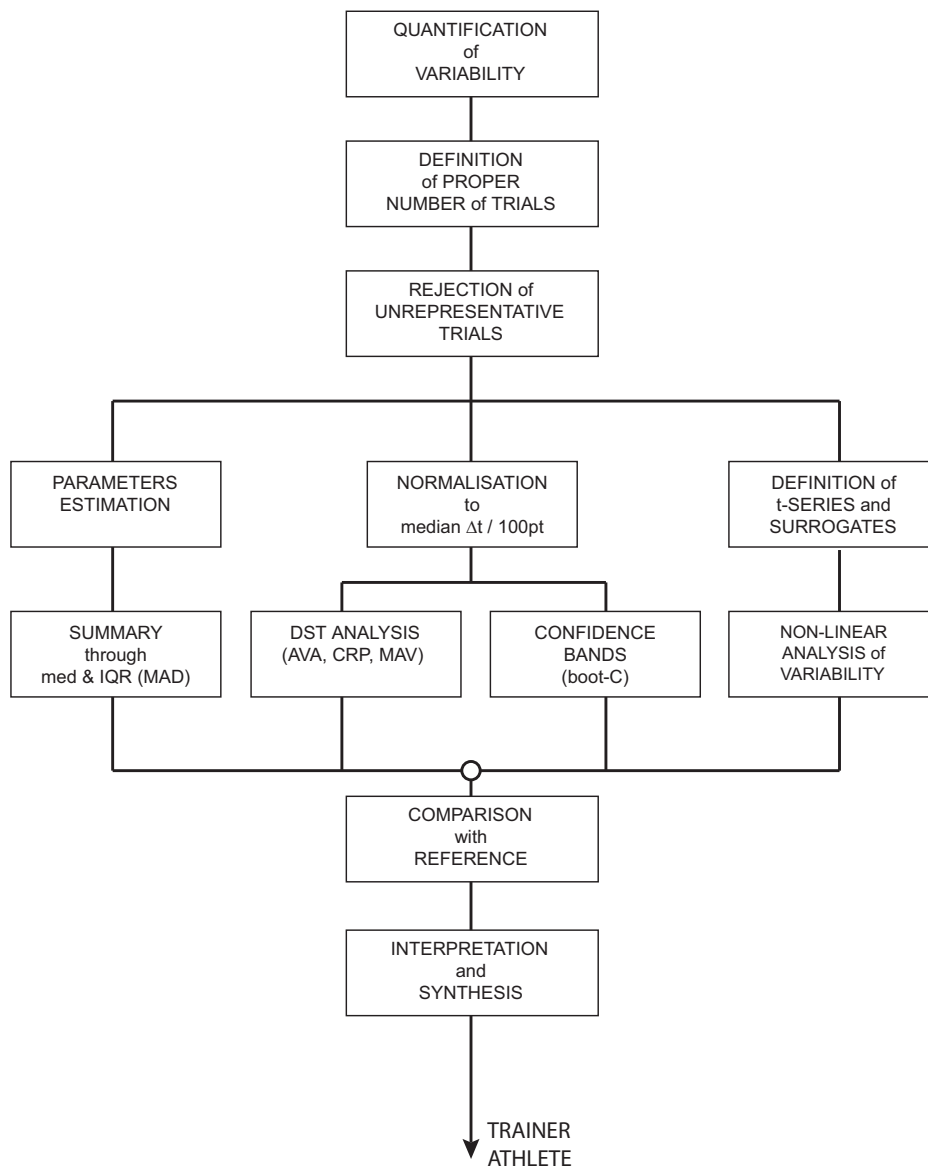 QUANTIFICATION
of
VARIABILITY
DEFINITION
of PROPER
NUMBER of TRIALS
REJECTION of
UNREPRESENTATIVE
TRIALS
PARAMETERS
ESTIMATION
NORMALISATION
to
median Δt / 100pt
DEFINITION of
t-SERIES and
SURROGATES
SUMMARY
through
med & IQR (MAD)
DST ANALYSIS
(AVA, CRP, MAV)
CONFIDENCE
BANDS
(boot-C)
NON-LINEAR
ANALYSIS of
VARIABILITY
COMPARISON
with
REFERENCE
INTERPRETATION
and
SYNTHESIS
TRAINER
ATHLETE